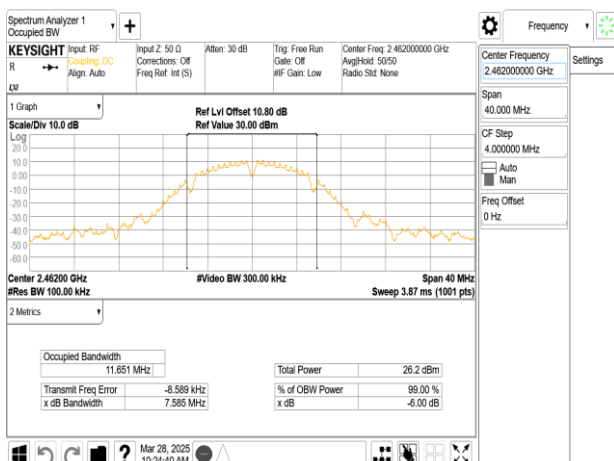 Spectrum Analyzer 1
Occupied BW
+
Frequency
KEYSIGHT
R
LXI
Input: RF
Coupling: DC
Align: Auto
Input Z: 50 Ω
Corrections: Off
Freq Ref: Int (S)
Atten: 30 dB
Trig: Free Run
Gate: Off
#IF Gain: Low
Center Freq: 2.462000000 GHz
Avg|Hold: 50/50
Radio Std: None
Center Frequency
2.462000000 GHz
Settings
Span
40.000 MHz
CF Step
4.000000 MHz
Auto
Man
Freq Offset
0 Hz
1 Graph
Scale/Div 10.0 dB
Ref Lvl Offset 10.80 dB
Ref Value 30.00 dBm
Log
20.0
10.0
0.00
-10.0
-20.0
-30.0
-40.0
-50.0
-60.0
Center 2.46200 GHz
#Video BW 300.00 kHz
Span 40 MHz
#Res BW 100.00 kHz
Sweep 3.87 ms (1001 pts)
2 Metrics
Occupied Bandwidth
11.651 MHz
Total Power 26.2 dBm
Transmit Freq Error -8.589 kHz
% of OBW Power 99.00 %
x dB Bandwidth 7.585 MHz
x dB -6.00 dB
?
Mar 28, 2025
10:24:40 AM